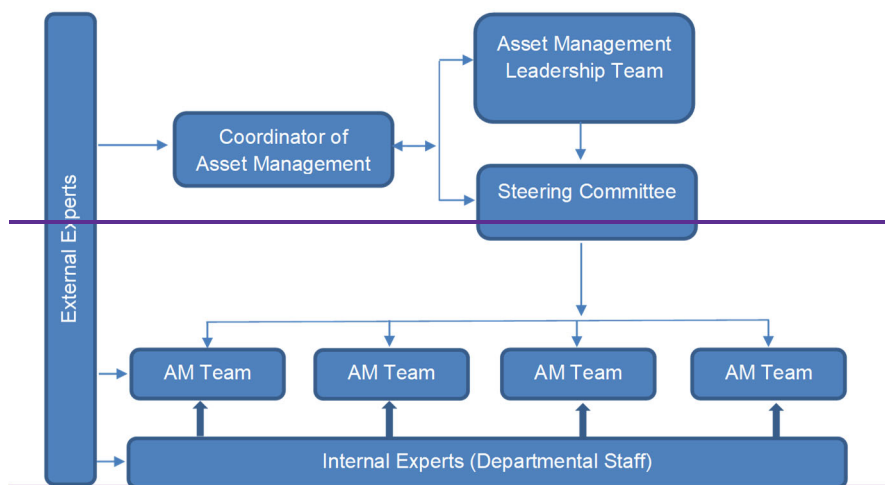 Asset Management
Leadership Team
Coordinator of
Asset Management
Steering Committee
External Experts
AM Team
AM Team
AM Team
AM Team
Internal Experts (Departmental Staff)